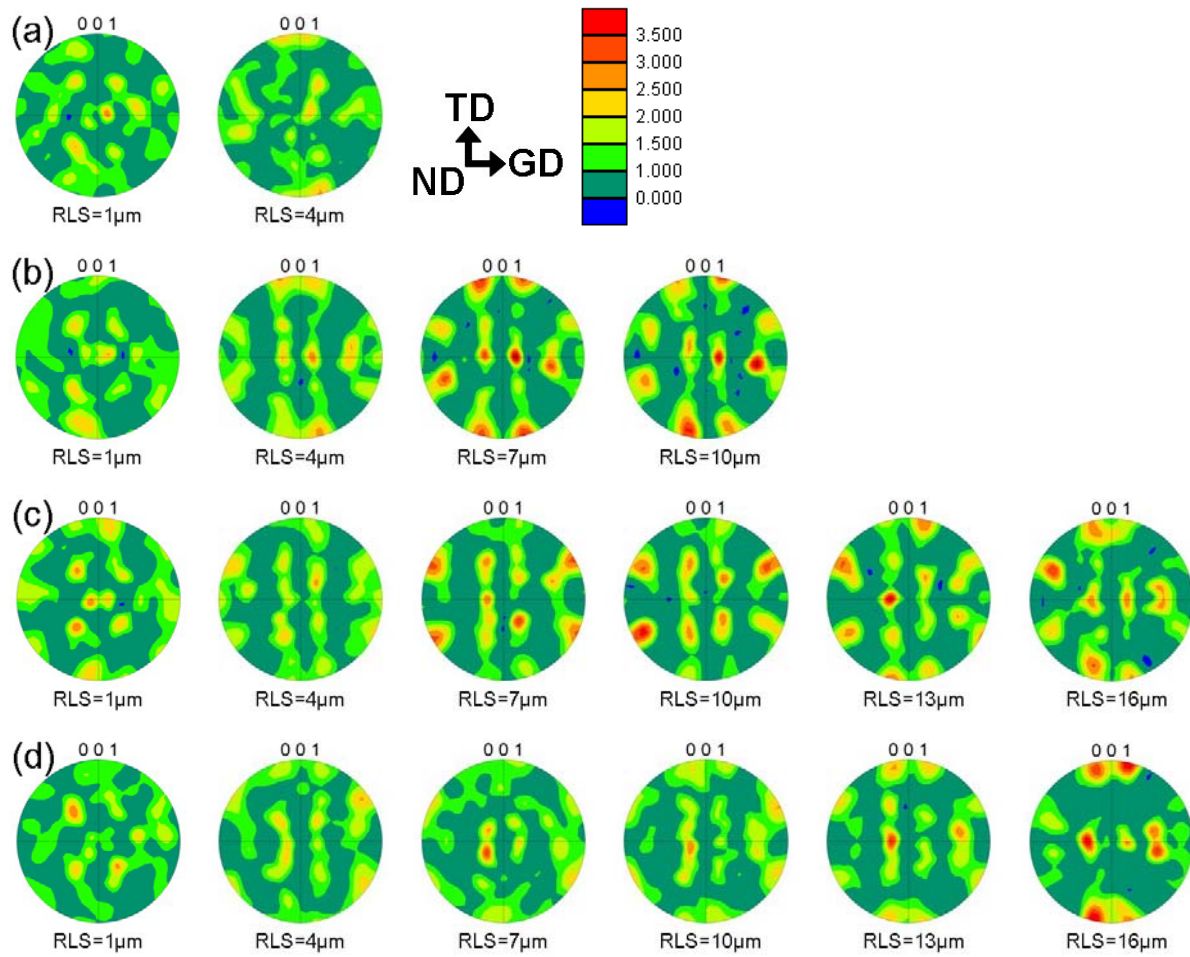 (a)
0 0 1
0 0 1
RLS=1µm
RLS=4µm
TD
ND
GD
3.500
3.000
2.500
2.000
1.500
1.000
0.000
(b)
0 0 1
0 0 1
0 0 1
0 0 1
RLS=1µm
RLS=4µm
RLS=7µm
RLS=10µm
(c)
0 0 1
0 0 1
0 0 1
0 0 1
0 0 1
0 0 1
RLS=1µm
RLS=4µm
RLS=7µm
RLS=10µm
RLS=13µm
RLS=16µm
(d)
0 0 1
0 0 1
0 0 1
0 0 1
0 0 1
0 0 1
RLS=1µm
RLS=4µm
RLS=7µm
RLS=10µm
RLS=13µm
RLS=16µm